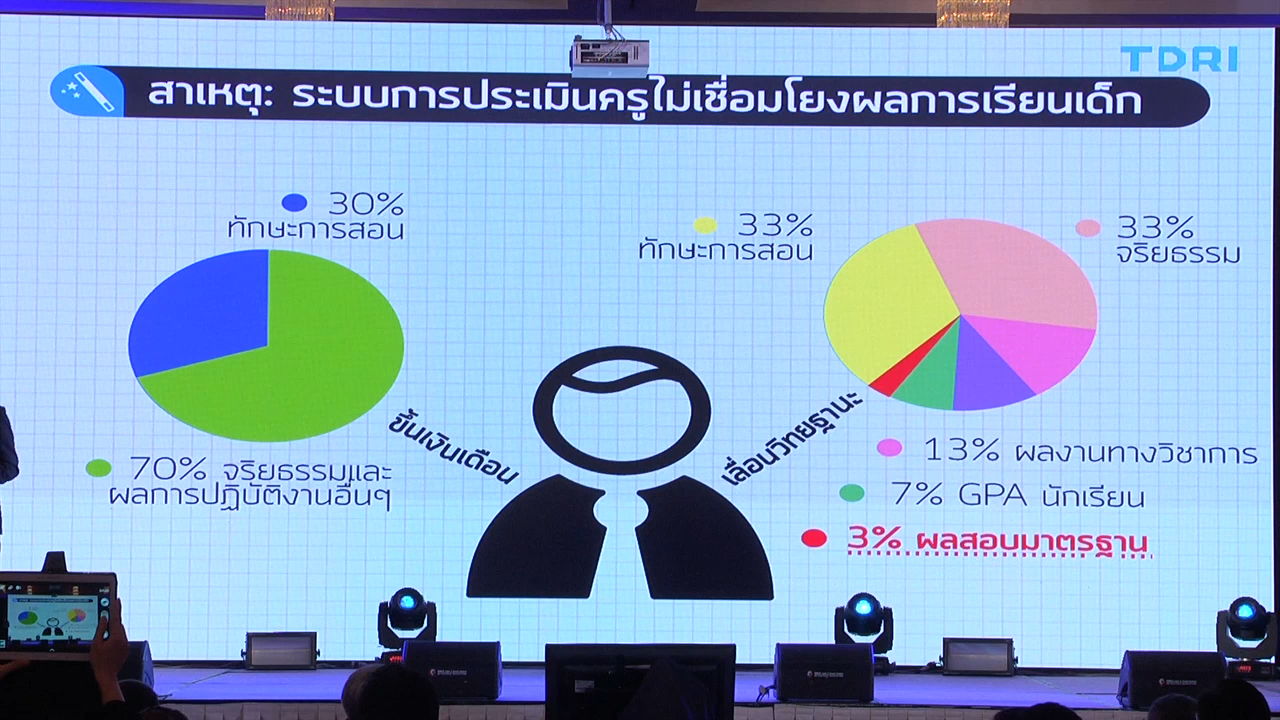 TDRI
สาเหตุ: ระบบการประเมินครูไม่เชื่อมโยงผลการเรียนเด็ก
30%
ทักษะการสอน
70% จริยธรรมและ
ผลการปฏิบัติงานอื่นๆ
ขึ้นเงินเดือน
เลื่อนวิทยฐานะ
33%
ทักษะการสอน
33%
จริยธรรม
13% ผลงานทางวิชาการ
7% GPA นักเรียน
3% ผลสอบมาตรฐาน